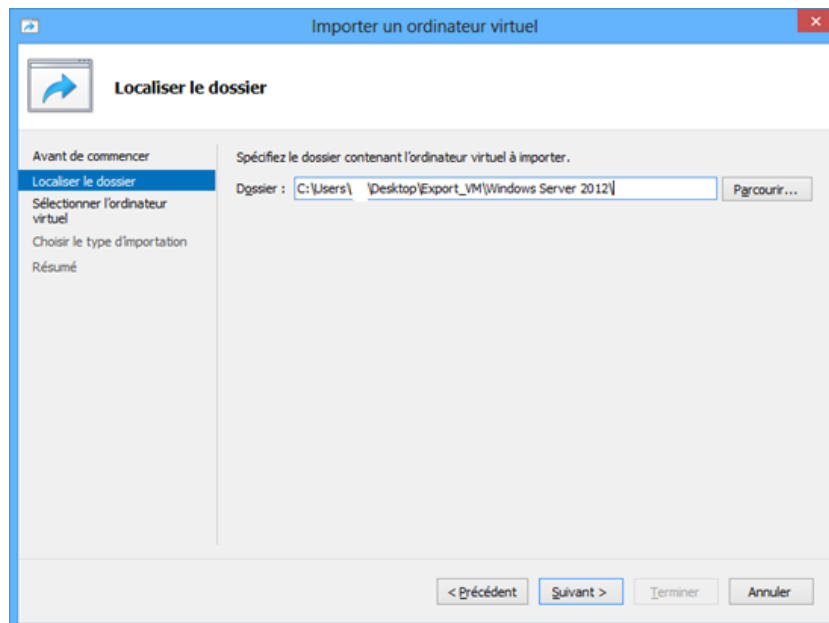 Importer un ordinateur virtuel
Localiser le dossier
Avant de commencer
Localiser le dossier
Sélectionner l'ordinateur
virtuel
Choisir le type d'importation
Résumé
Spécifiez le dossier contenant l'ordinateur virtuel à importer.
Dossier : C:\Users\ \Desktop\Export_VM\Windows Server 2012\
Parcourir...
< Précédent
Suivant >
Terminer
Annuler